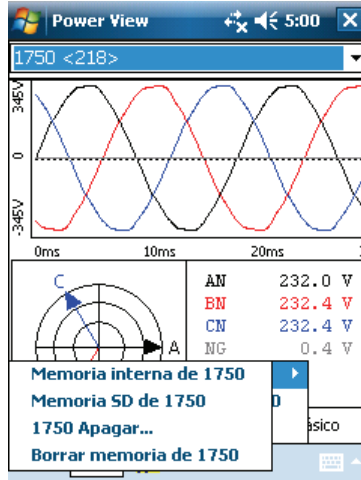 Power View 5:00
1750 <218>
345V
0
-345V
0ms 10ms 20ms
C
A
AN 232.0 V
BN 232.4 V
CN 232.4 V
NG 0.4 V
Memoria interna de 1750
Memoria SD de 1750
1750 Apagar...
Borrar memoria de 1750